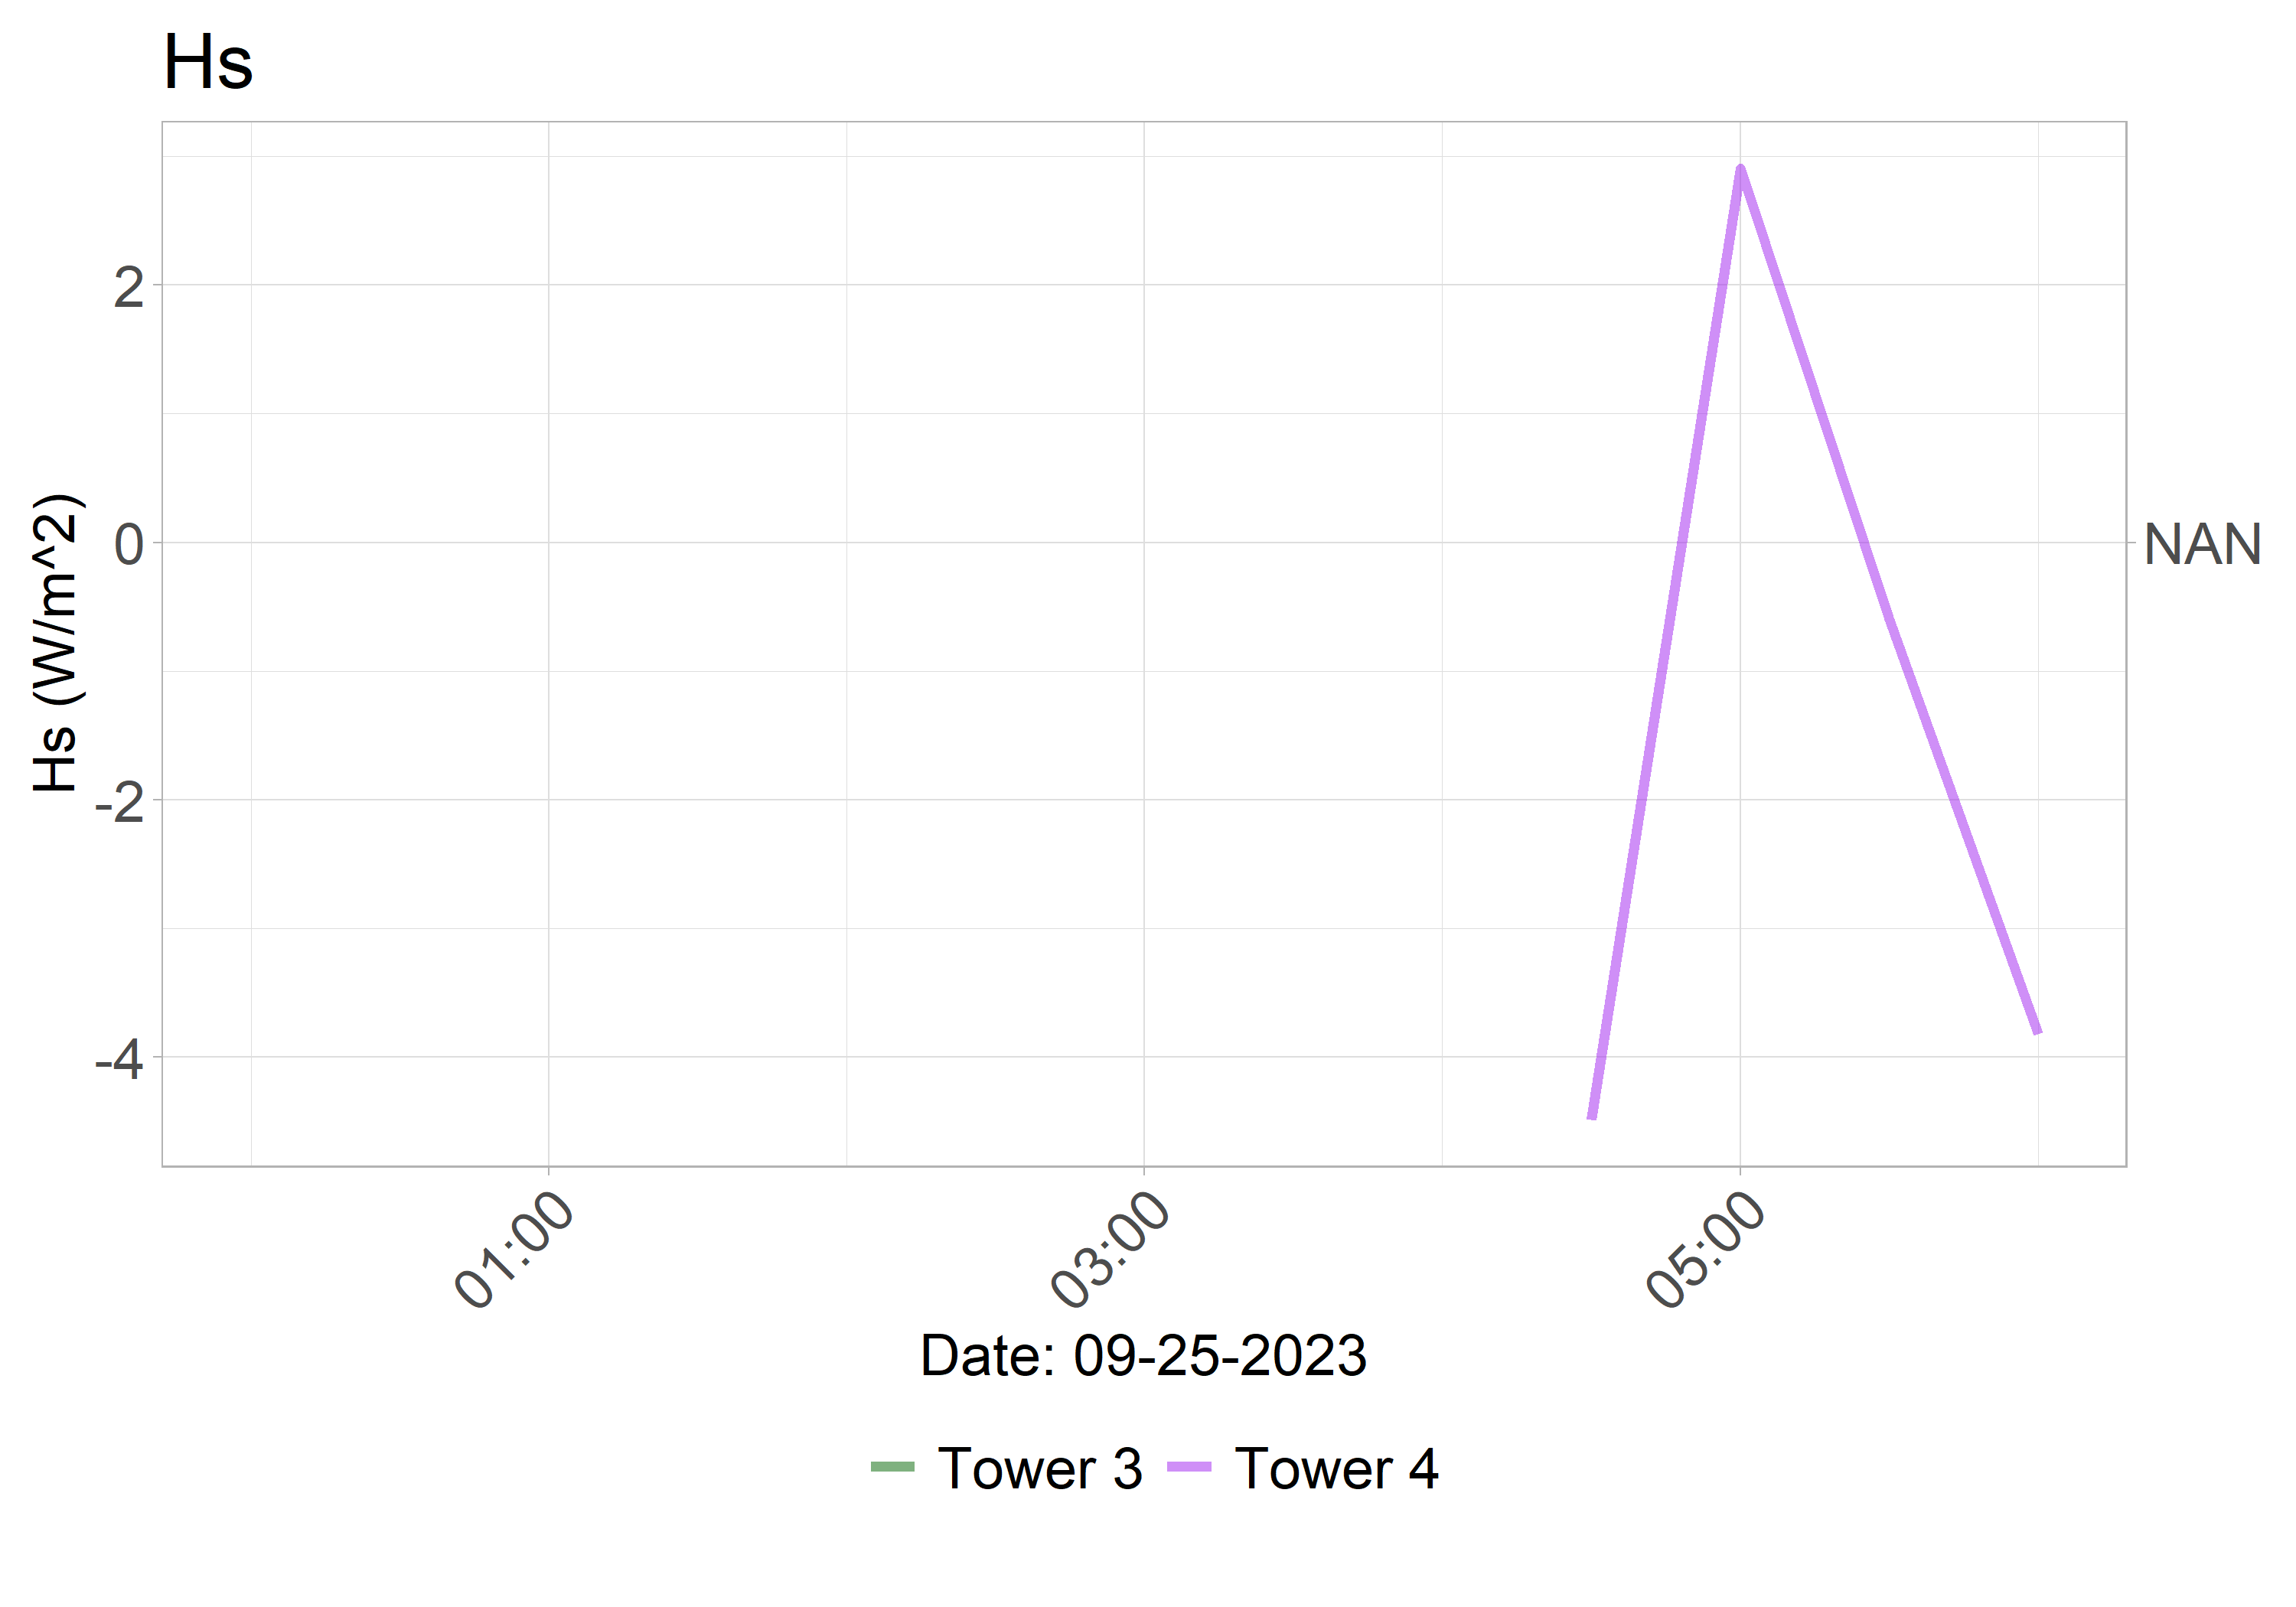 Hs
Hs (W/m^2)
2
0
-2
-4
NAN
01:00
03:00
05:00
Date: 09-25-2023
Tower 3
Tower 4